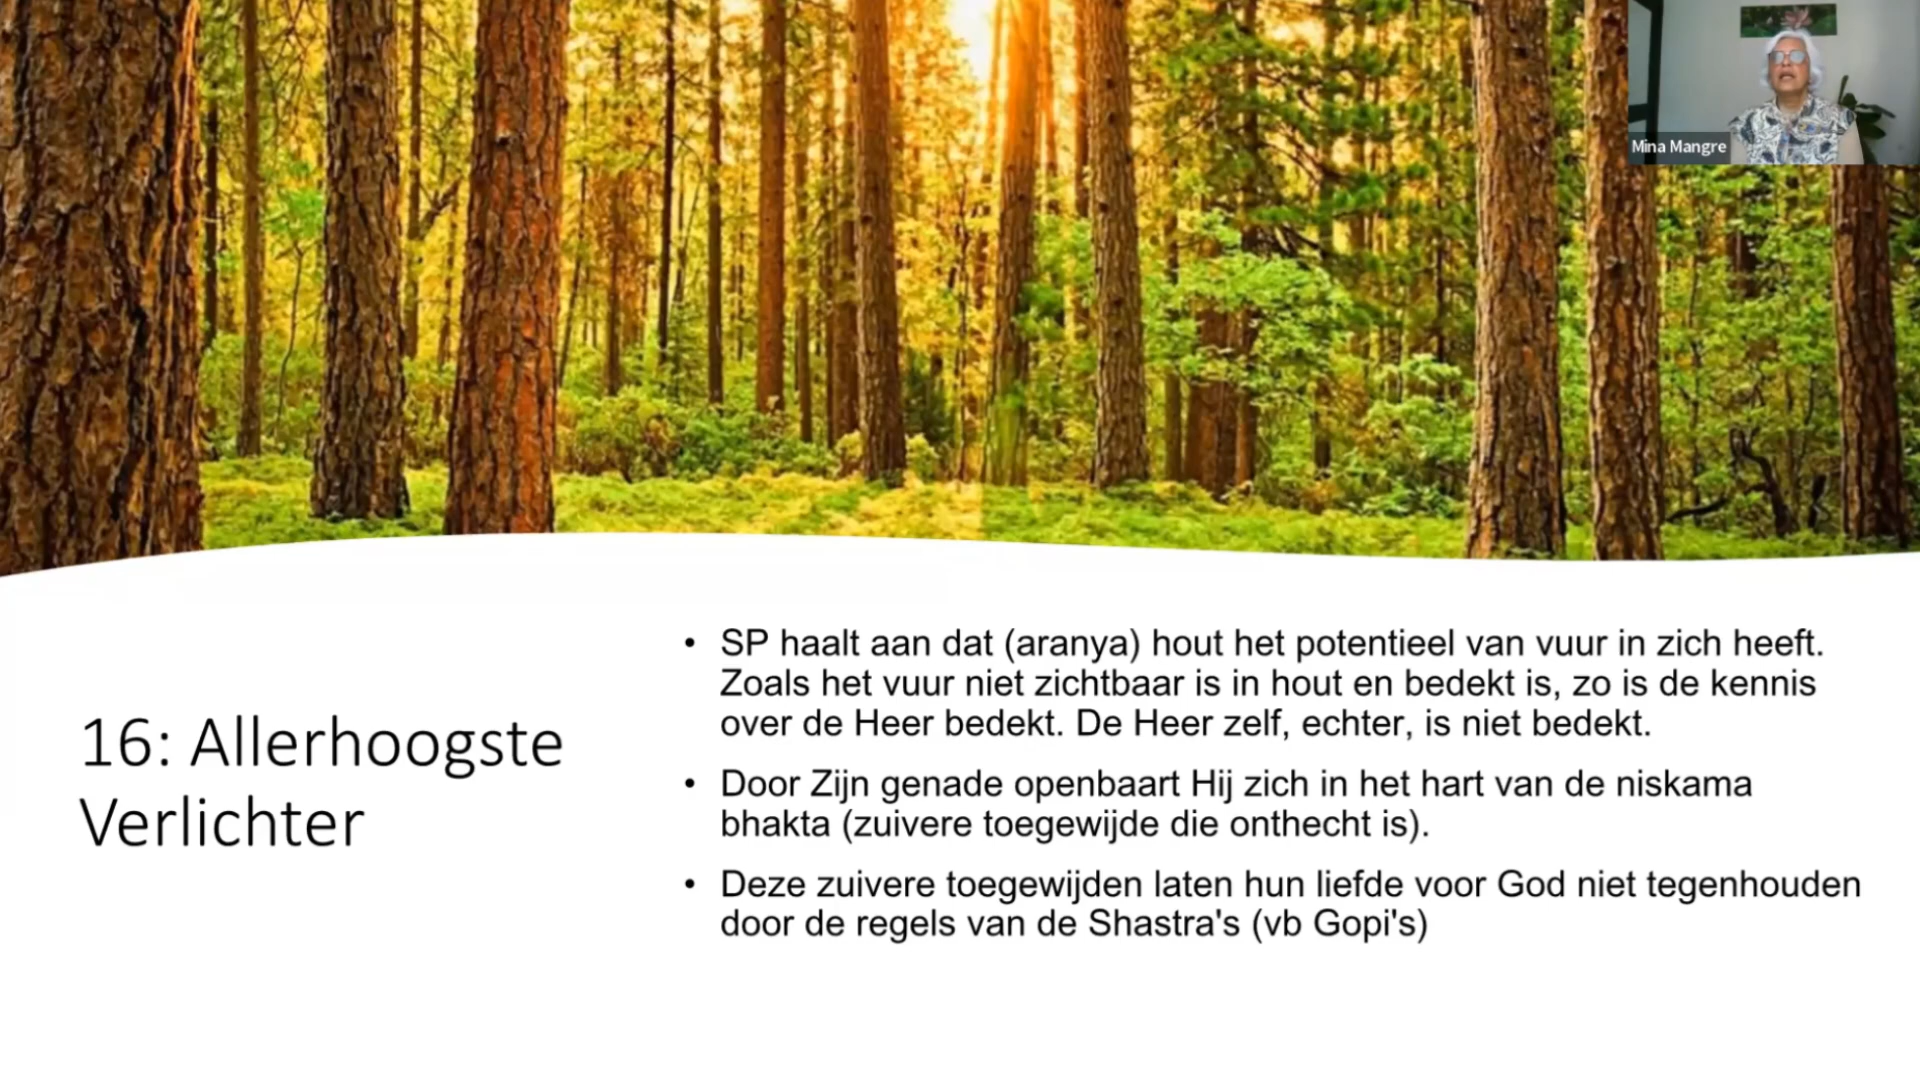 Mina Mangre
16: Allerhoogste
Verlichter
• SP haalt aan dat (aranya) hout het potentieel van vuur in zich heeft.
Zoals het vuur niet zichtbaar is in hout en bedekt is, zo is de kennis
over de Heer bedekt. De Heer zelf, echter, is niet bedekt.
• Door Zijn genade openbaart Hij zich in het hart van de niskama
bhakta (zuivere toegewijde die onthecht is).
• Deze zuivere toegewijden laten hun liefde voor God niet tegenhouden
door de regels van de Shastra's (vb Gopi's)